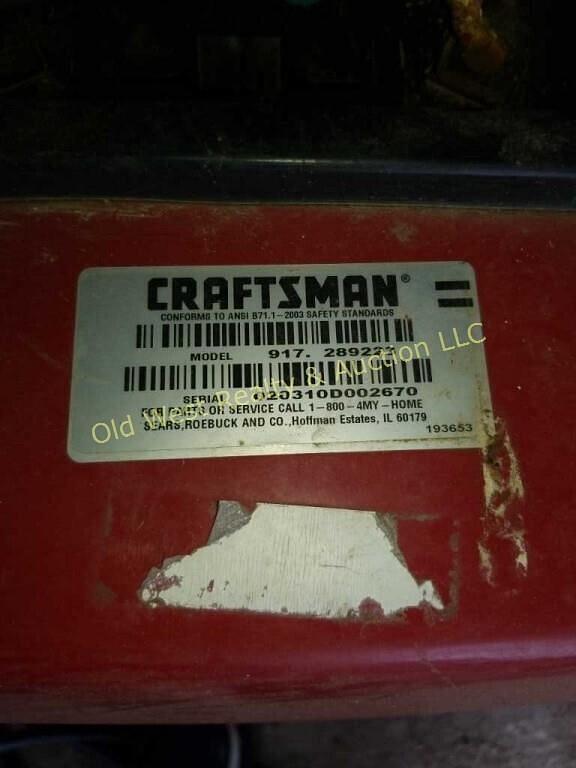 CRAFTSMAN®
CONFORMS TO ANSI B71.1-2003 SAFETY STANDARDS
MODEL 917.
SERIAL 020310D002670
FOR PARTS OR SERVICE CALL 1-800-4MY-HOME
SEARS,ROEBUCK AND CO.,Hoffman Estates, IL 60179
193653
Old West Realty & Auction LLC